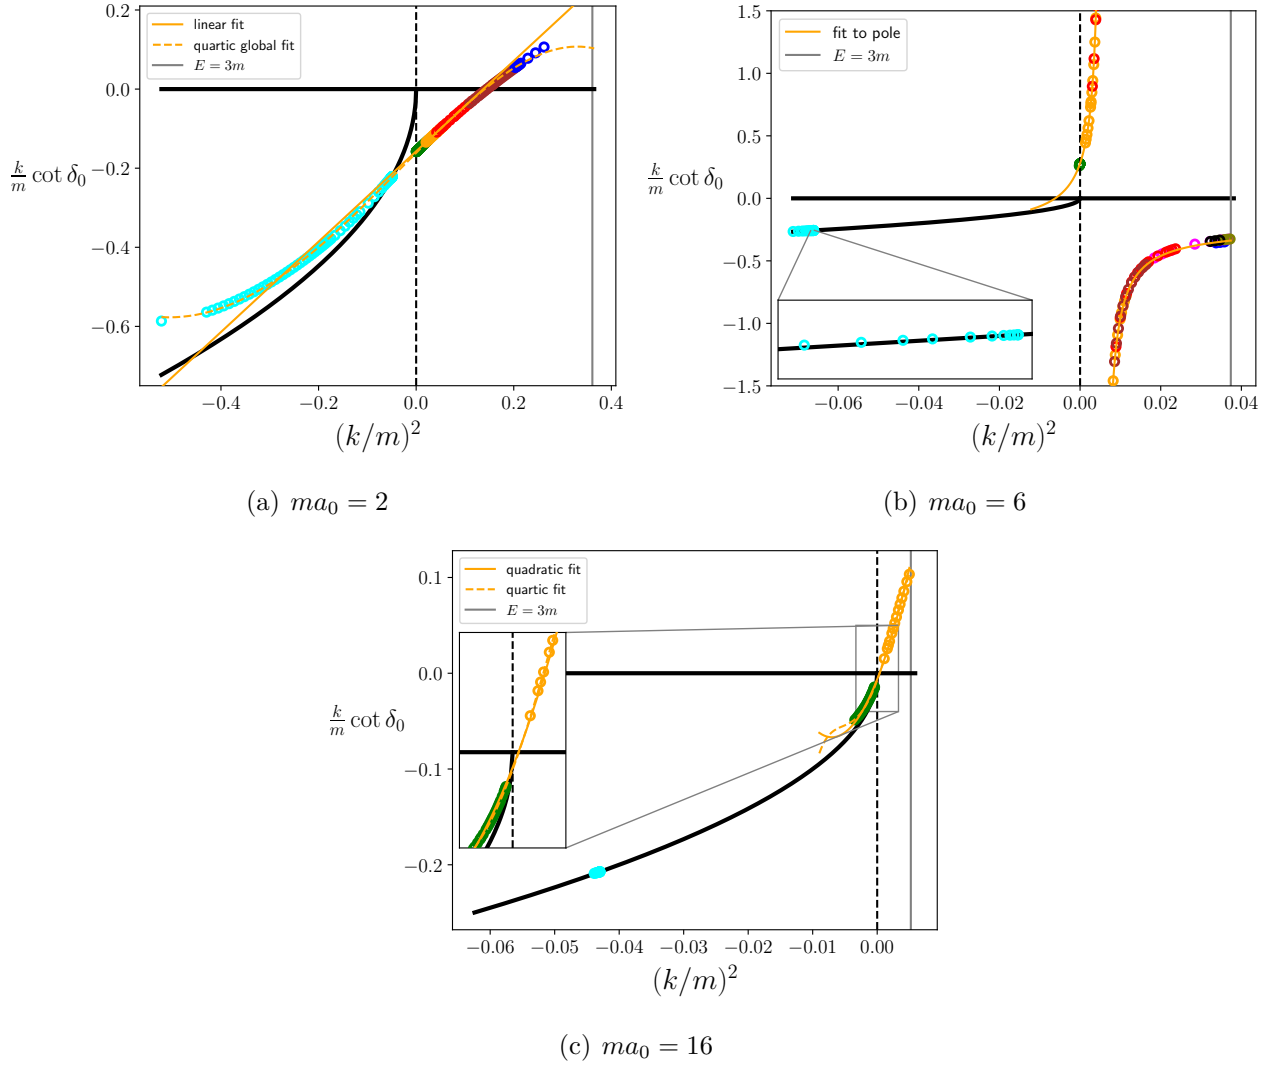 linear fit
quartic global fit
E = 3m
0.2
0.0
−0.2
−0.4
−0.6
k/m cot δ0
−0.4
−0.2
0.0
0.2
0.4
(k/m)^2
(a) ma0 = 2
fit to pole
E = 3m
1.5
1.0
0.5
0.0
−0.5
−1.0
−1.5
k/m cot δ0
−0.06
−0.04
−0.02
0.00
0.02
0.04
(k/m)^2
(b) ma0 = 6
quadratic fit
quartic fit
E = 3m
0.1
0.0
−0.1
−0.2
k/m cot δ0
−0.06
−0.05
−0.04
−0.03
−0.02
−0.01
0.00
(k/m)^2
(c) ma0 = 16